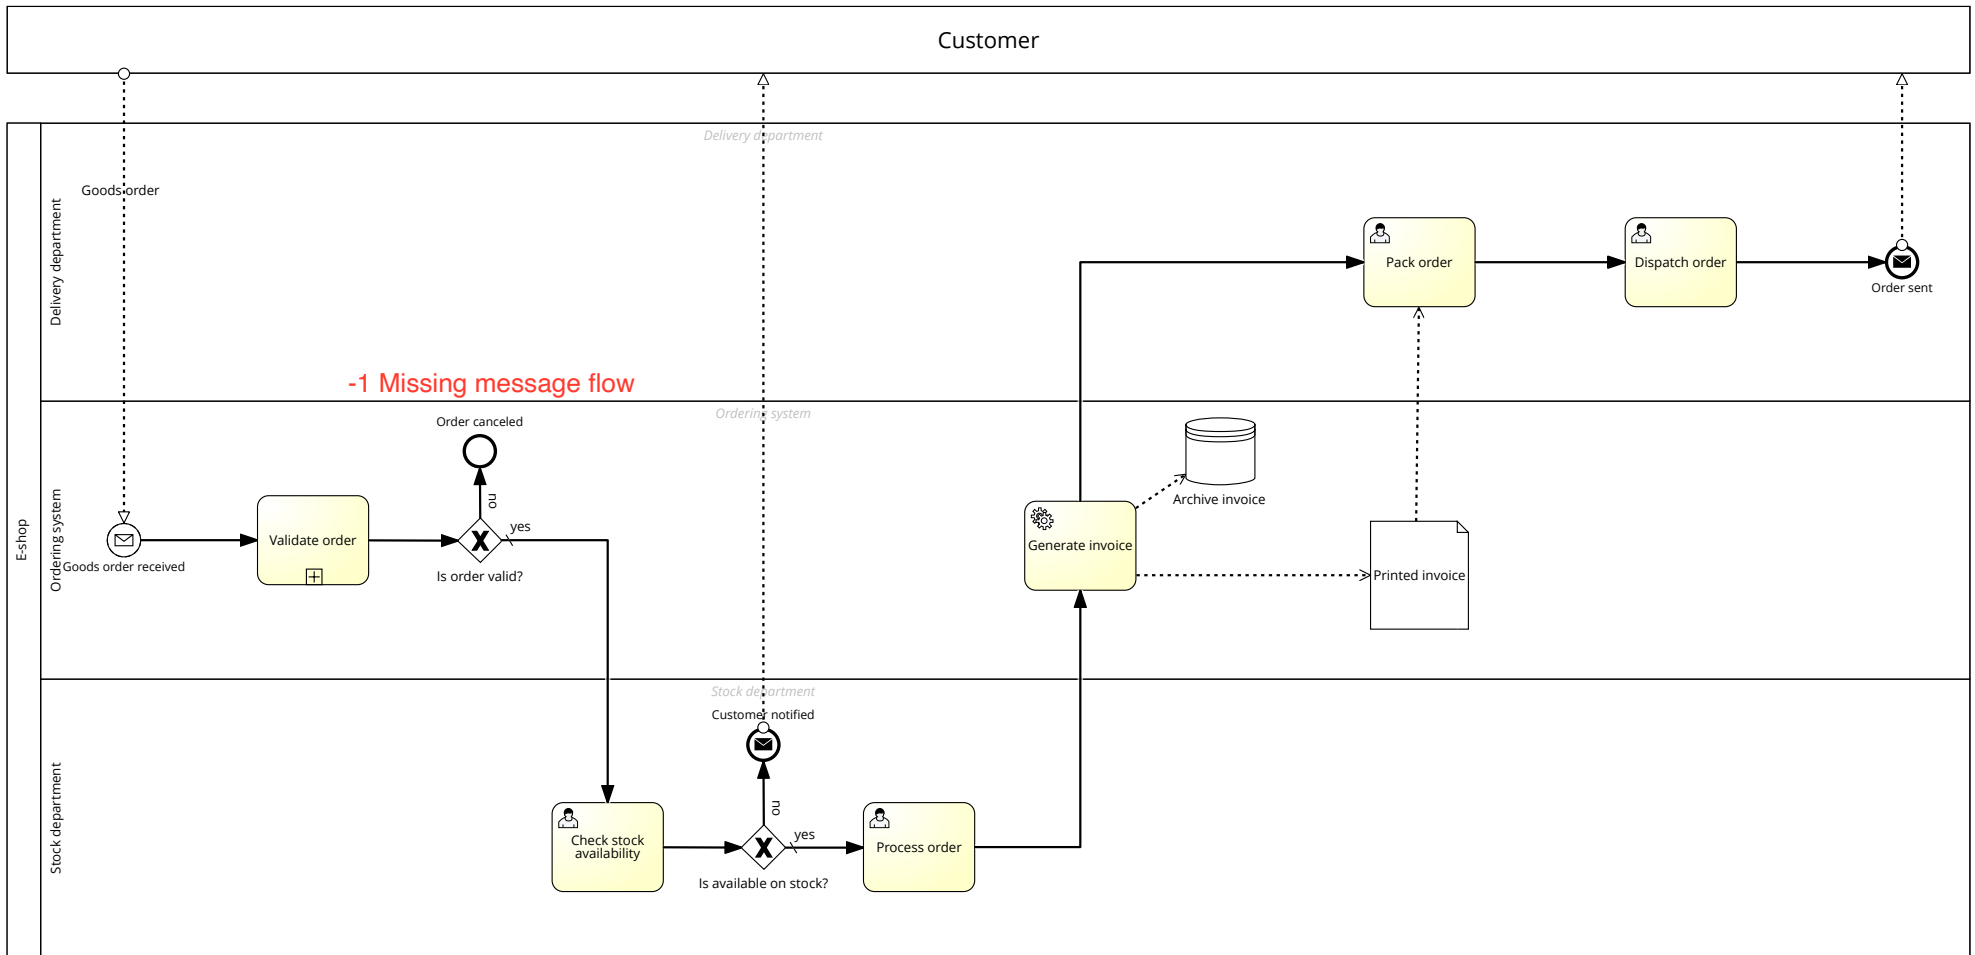 Customer
E-shop
Delivery department
Delivery department
Goods order
Pack order
Dispatch order
Order sent
-1 Missing message flow
Ordering system
Ordering system
Order canceled
no
yes
Goods order received
Validate order
Is order valid?
Archive invoice
Generate invoice
Printed invoice
Stock department
Stock department
Customer notified
no
yes
Check stock
availability
Is available on stock?
Process order